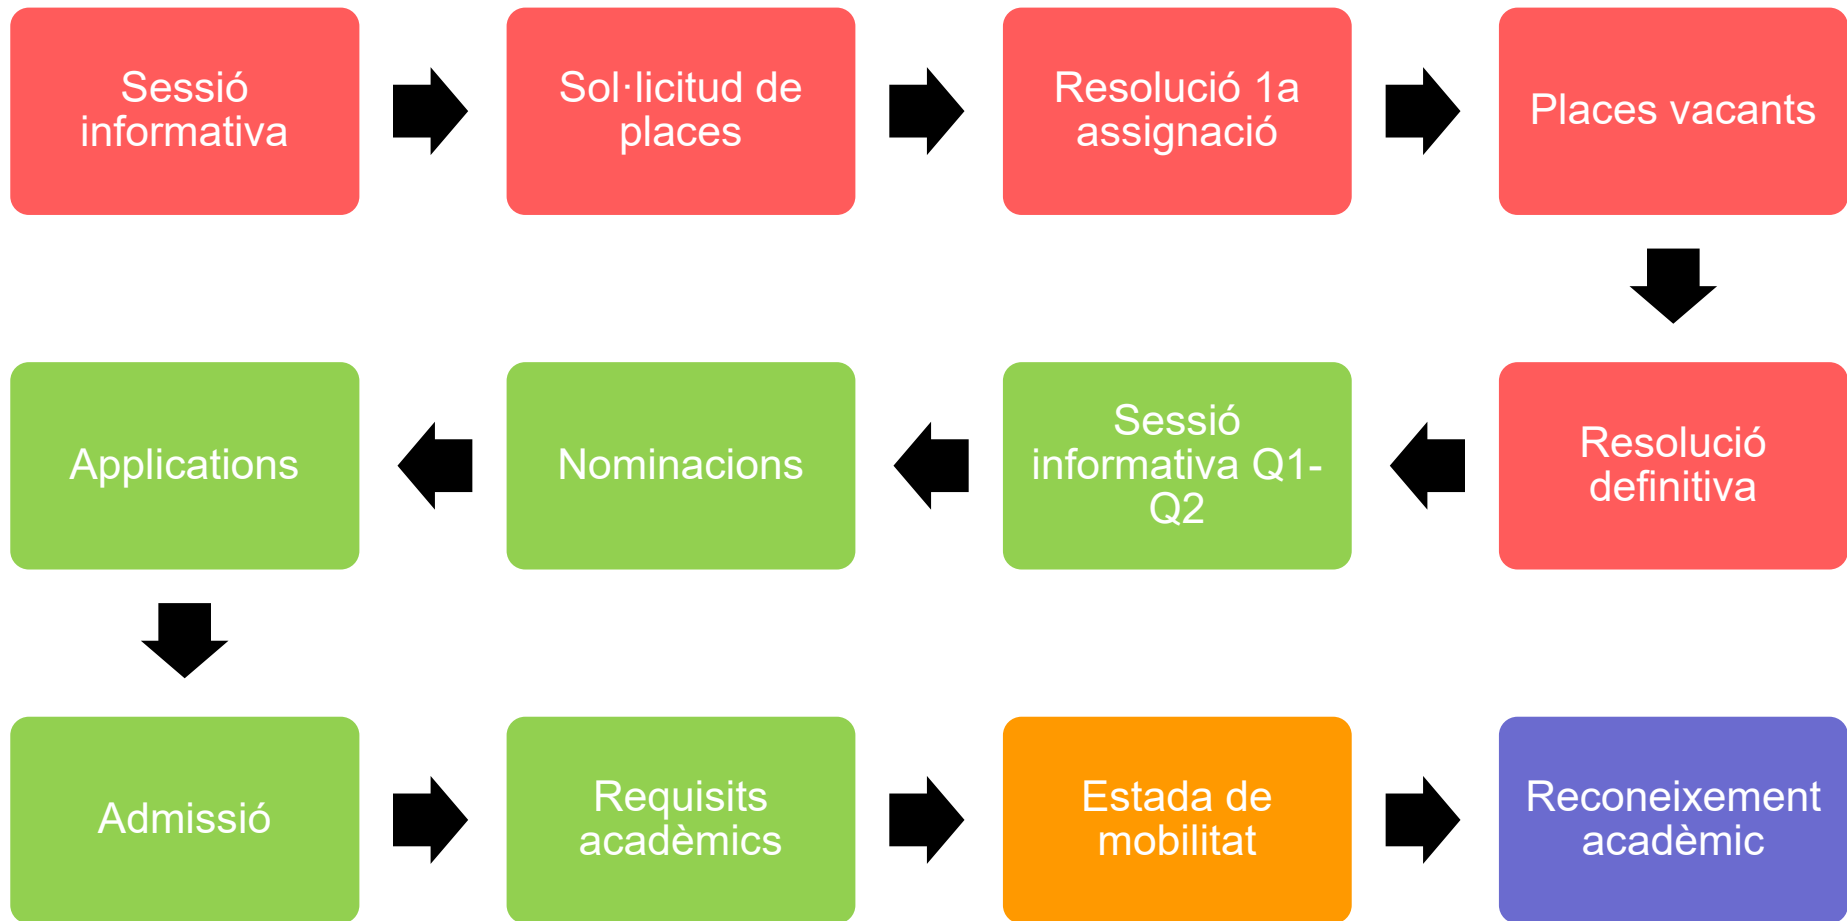 Sessió
informativa
Sol·licitud de
places
Resolució 1a
assignació
Places vacants
Resolució
definitiva
Sessió
informativa Q1-
Q2
Nominacions
Applications
Admissió
Requisits
acadèmics
Estada de
mobilitat
Reconeixement
acadèmic